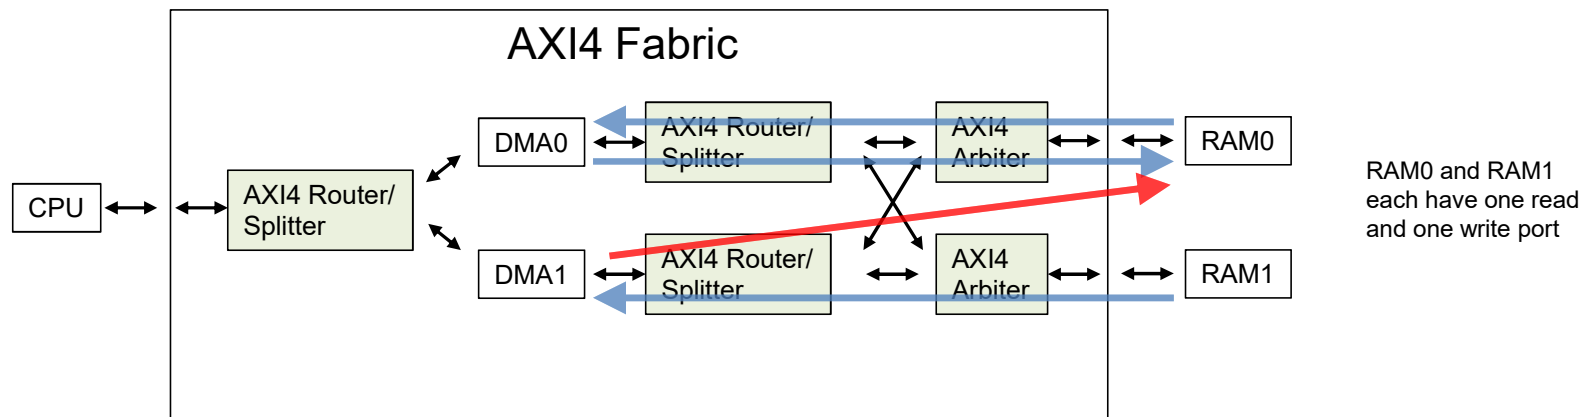 AXI4 Fabric
CPU
AXI4 Router/
Splitter
DMA0
AXI4 Router/
Splitter
AXI4
Arbiter
RAM0
DMA1
AXI4 Router/
Splitter
AXI4
Arbiter
RAM1
RAM0 and RAM1
each have one read
and one write port